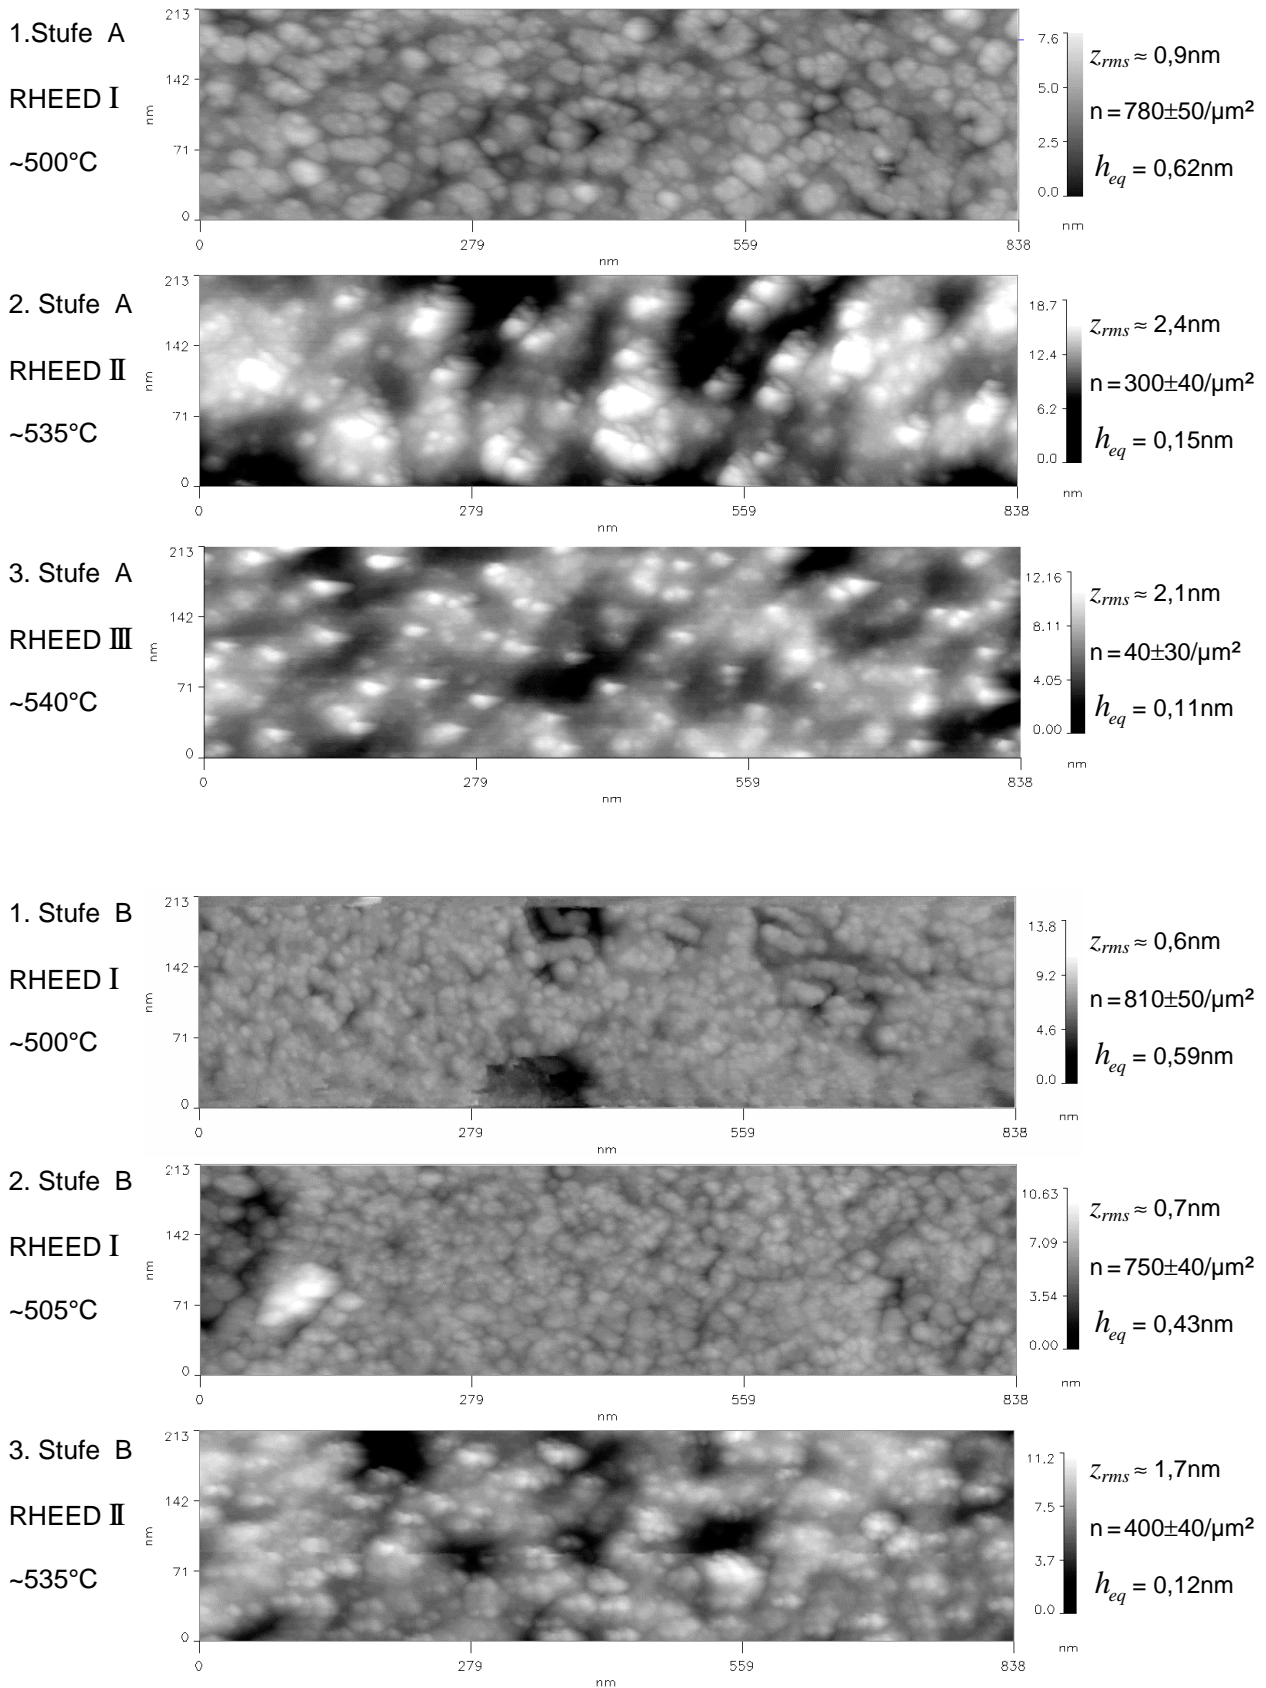 1.Stufe A
RHEED I
~500°C
213
142
71
0
nm
0 279 559 838
nm
7.6
5.0
2.5
0.0
nm
z_rms ≈ 0,9nm
n = 780±50/µm²
h_eq = 0,62nm
2. Stufe A
RHEED II
~535°C
213
142
71
0
nm
0 279 559 838
nm
18.7
12.4
6.2
0.0
nm
z_rms ≈ 2,4nm
n = 300±40/µm²
h_eq = 0,15nm
3. Stufe A
RHEED III
~540°C
213
142
71
0
nm
0 279 559 838
nm
12.16
8.11
4.05
0.00
nm
z_rms ≈ 2,1nm
n = 40±30/µm²
h_eq = 0,11nm
1. Stufe B
RHEED I
~500°C
213
142
71
0
nm
0 279 559 838
nm
13.8
9.2
4.6
0.0
nm
z_rms ≈ 0,6nm
n = 810±50/µm²
h_eq = 0,59nm
2. Stufe B
RHEED I
~505°C
213
142
71
0
nm
0 279 559 838
nm
10.63
7.09
3.54
0.00
nm
z_rms ≈ 0,7nm
n = 750±40/µm²
h_eq = 0,43nm
3. Stufe B
RHEED II
~535°C
213
142
71
0
nm
0 279 559 838
nm
11.2
7.5
3.7
0.0
nm
z_rms ≈ 1,7nm
n = 400±40/µm²
h_eq = 0,12nm